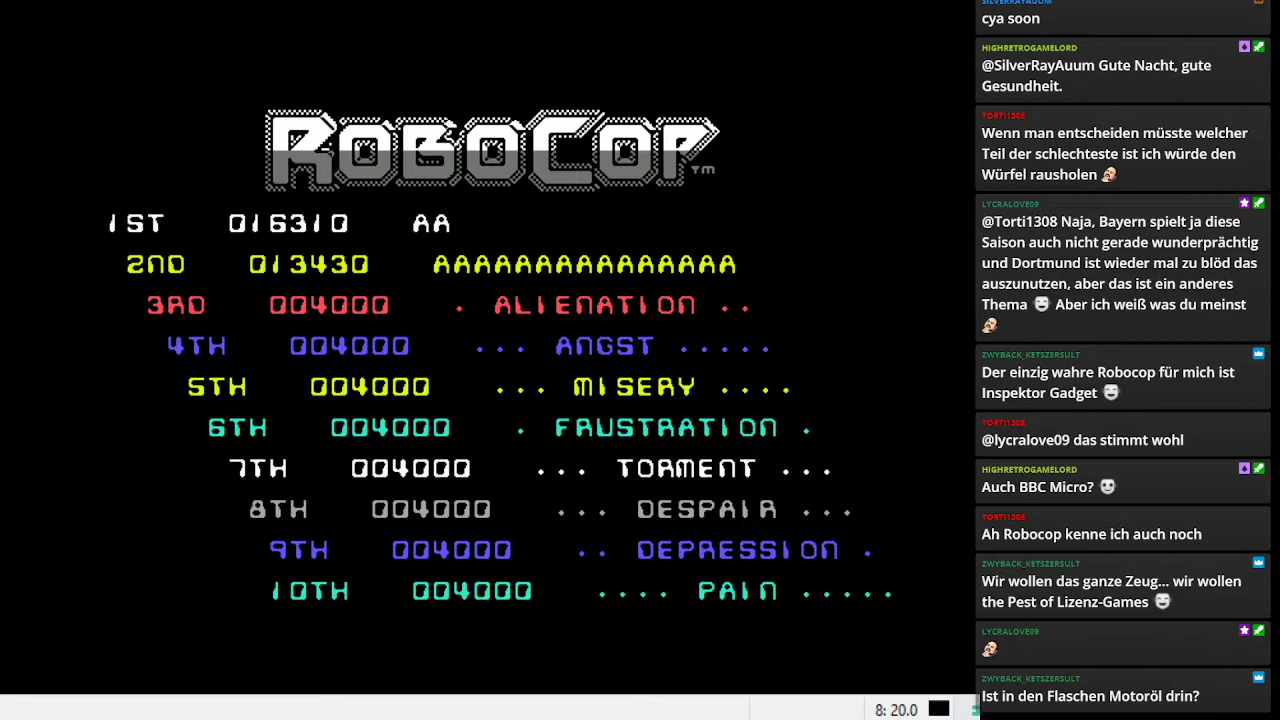 ROBOCOP™
1ST 016310 AA
2ND 013430 AAAAAAAAAAAAAAA
3RD 004000 . ALIENATION ..
4TH 004000 ... ANGST .....
5TH 004000 ... MISERY ....
6TH 004000 . FRUSTRATION .
7TH 004000 ... TORMENT ...
8TH 004000 ... DESPAIR ...
9TH 004000 .. DEPRESSION .
10TH 004000 .... PAIN .....
8: 20.0
SILVERRAYAUUM
cya soon
HIGHRETROGAMELORD
@SilverRayAuum Gute Nacht, gute
Gesundheit.
TORTI1308
Wenn man entscheiden müsste welcher
Teil der schlechteste ist ich würde den
Würfel rausholen
LYCRALOVE09
@Torti1308 Naja, Bayern spielt ja diese
Saison auch nicht gerade wunderprächtig
und Dortmund ist wieder mal zu blöd das
auszunutzen, aber das ist ein anderes
Thema Aber ich weiß was du meinst
ZWYBACK_KETSZERSULT
Der einzig wahre Robocop für mich ist
Inspektor Gadget
TORTI1308
@lycralove09 das stimmt wohl
HIGHRETROGAMELORD
Auch BBC Micro?
TORTI1308
Ah Robocop kenne ich auch noch
ZWYBACK_KETSZERSULT
Wir wollen das ganze Zeug... wir wollen
the Pest of Lizenz-Games
LYCRALOVE09
ZWYBACK_KETSZERSULT
Ist in den Flaschen Motoröl drin?